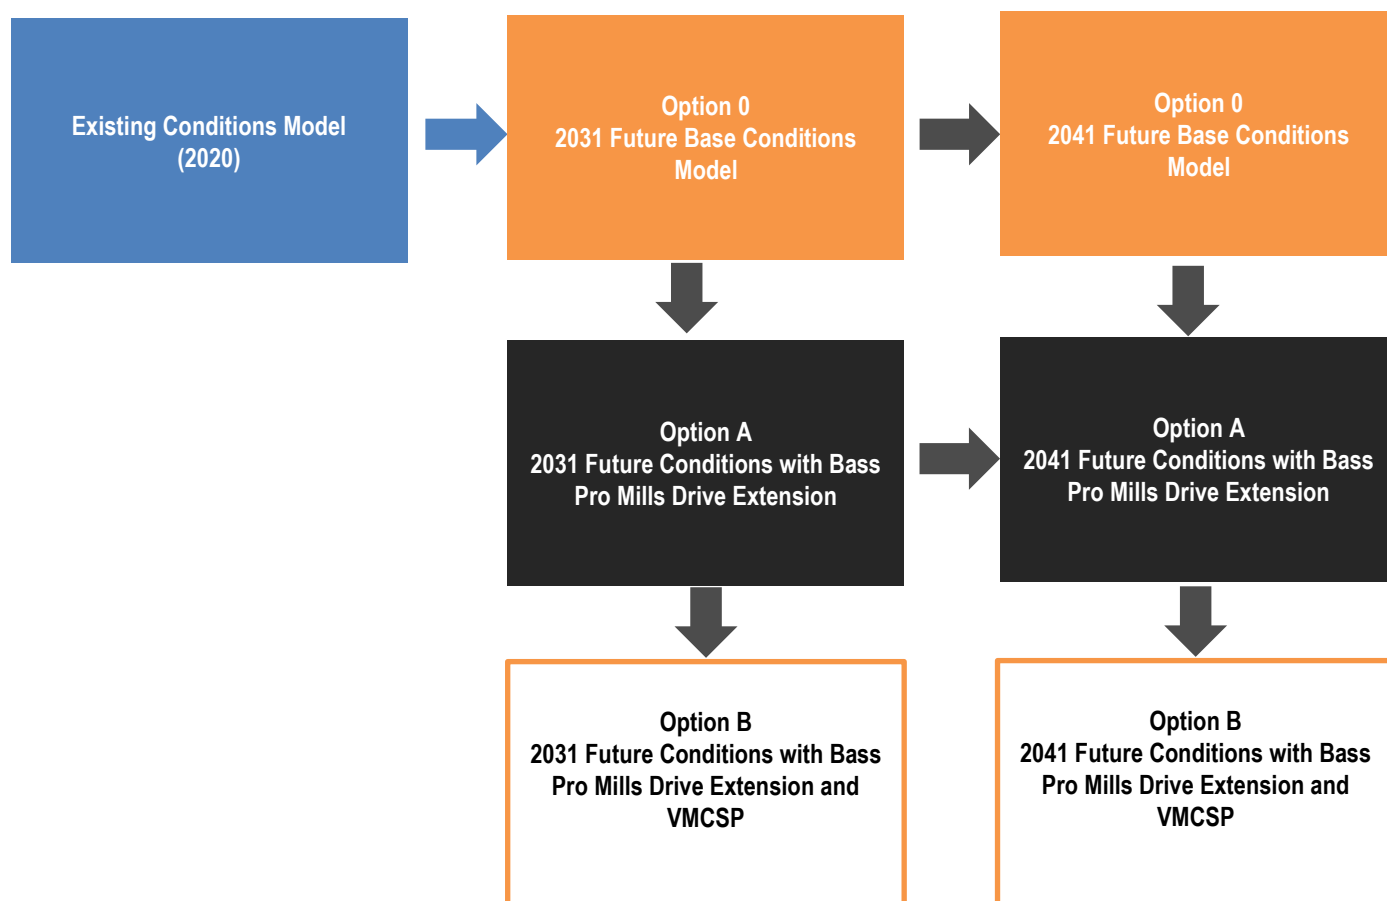 Existing Conditions Model
(2020)
Option 0
2031 Future Base Conditions
Model
Option 0
2041 Future Base Conditions
Model
Option A
2031 Future Conditions with Bass
Pro Mills Drive Extension
Option A
2041 Future Conditions with Bass
Pro Mills Drive Extension
Option B
2031 Future Conditions with Bass
Pro Mills Drive Extension and
VMCSP
Option B
2041 Future Conditions with Bass
Pro Mills Drive Extension and
VMCSP